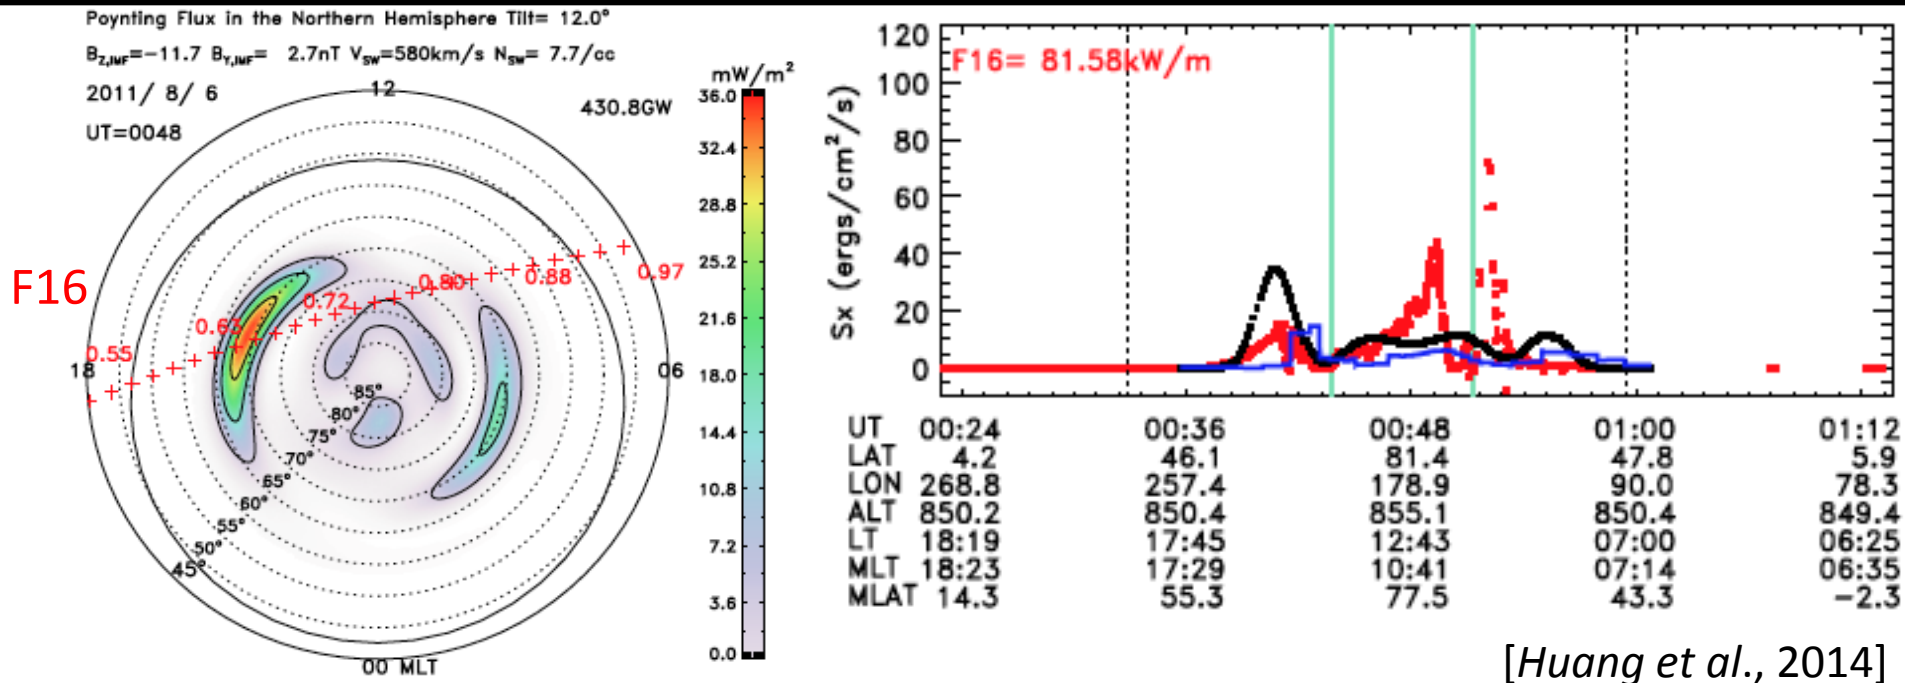 Poynting Flux in the Northern Hemisphere Tilt= 12.0°
B_Z,IMF=-11.7 B_Y,IMF= 2.7nT V_SW=580km/s N_SW= 7.7/cc
2011/ 8/ 6
UT=0048
430.8GW
12
18
06
00 MLT
F16
0.55
0.63
0.72
0.80
0.88
0.97
85°
80°
75°
70°
65°
60°
55°
50°
45°
mW/m²
36.0
32.4
28.8
25.2
21.6
18.0
14.4
10.8
7.2
3.6
0.0
F16= 81.58kW/m
Sx (ergs/cm²/s)
120
100
80
60
40
20
0
UT 00:24 00:36 00:48 01:00 01:12
LAT 4.2 46.1 81.4 47.8 5.9
LON 268.8 257.4 178.9 90.0 78.3
ALT 850.2 850.4 855.1 850.4 849.4
LT 18:19 17:45 12:43 07:00 06:25
MLT 18:23 17:29 10:41 07:14 06:35
MLAT 14.3 55.3 77.5 43.3 -2.3
[Huang et al., 2014]